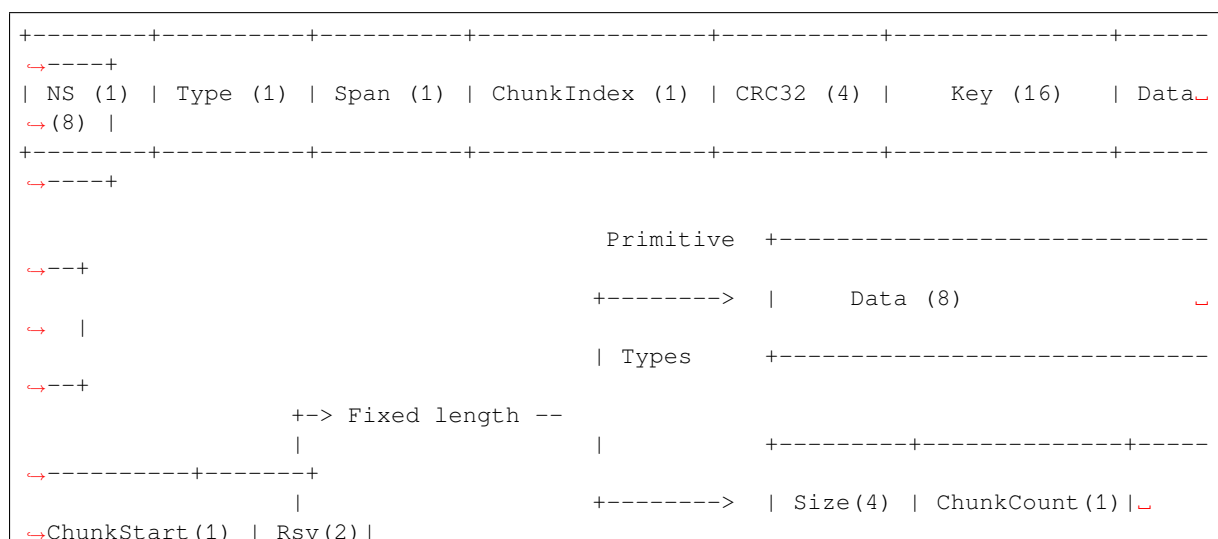 +--------+----------+----------+---------------+-----------+--------------+------
↪----+
| NS (1) | Type (1) | Span (1) | ChunkIndex (1) | CRC32 (4) |    Key (16)    | Data␣
↪(8) |
+--------+----------+----------+---------------+-----------+--------------+------
↪----+
                                        Primitive  +-----------------------------
↪--+
                                       +-------->  |     Data (8)               ␣
↪  |
                                       | Types     +-----------------------------
↪--+
                   +-> Fixed length --
                   |                   |           +---------+--------------+-----
↪----------+-------+
                   |                   +-------->  | Size(4) | ChunkCount(1)|␣
↪ChunkStart(1) | Rsv(2)|